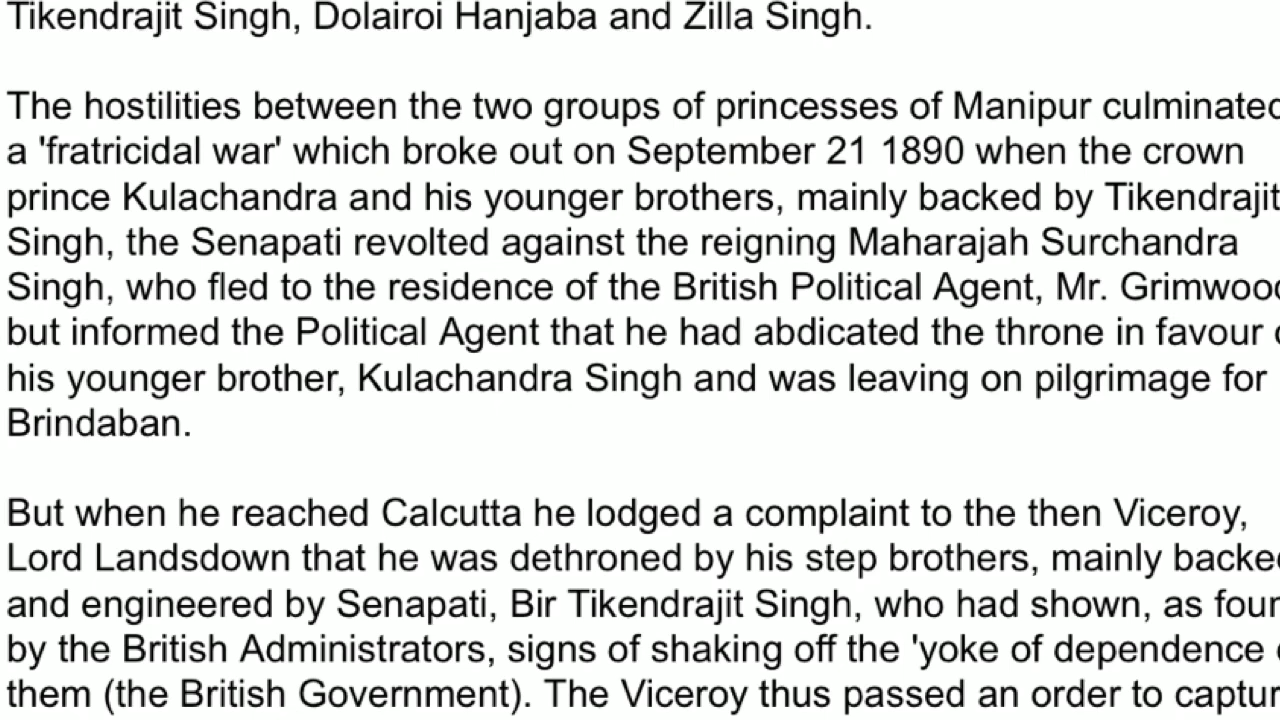 Tikendrajit Singh, Dolairoi Hanjaba and Zilla Singh.
The hostilities between the two groups of princesses of Manipur culminated
a 'fratricidal war' which broke out on September 21 1890 when the crown
prince Kulachandra and his younger brothers, mainly backed by Tikendrajit
Singh, the Senapati revolted against the reigning Maharajah Surchandra
Singh, who fled to the residence of the British Political Agent, Mr. Grimwood
but informed the Political Agent that he had abdicated the throne in favour
his younger brother, Kulachandra Singh and was leaving on pilgrimage for
Brindaban.
But when he reached Calcutta he lodged a complaint to the then Viceroy,
Lord Landsdown that he was dethroned by his step brothers, mainly backed
and engineered by Senapati, Bir Tikendrajit Singh, who had shown, as
by the British Administrators, signs of shaking off the 'yoke of dependence
them (the British Government). The Viceroy thus passed an order to